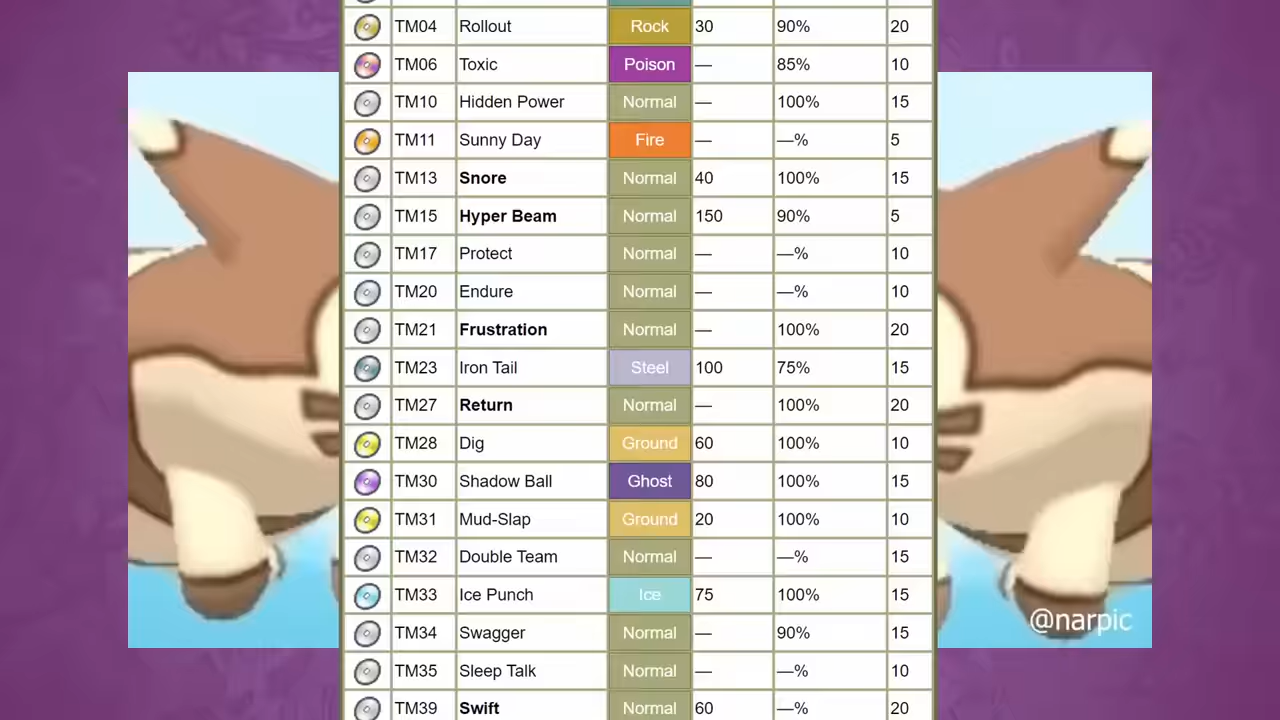 TM04 Rollout Rock 30 90% 20
TM06 Toxic Poison — 85% 10
TM10 Hidden Power Normal — 100% 15
TM11 Sunny Day Fire — —% 5
TM13 Snore Normal 40 100% 15
TM15 Hyper Beam Normal 150 90% 5
TM17 Protect Normal — —% 10
TM20 Endure Normal — —% 10
TM21 Frustration Normal — 100% 20
TM23 Iron Tail Steel 100 75% 15
TM27 Return Normal — 100% 20
TM28 Dig Ground 60 100% 10
TM30 Shadow Ball Ghost 80 100% 15
TM31 Mud-Slap Ground 20 100% 10
TM32 Double Team Normal — —% 15
TM33 Ice Punch Ice 75 100% 15
TM34 Swagger Normal — 90% 15
TM35 Sleep Talk Normal — —% 10
TM39 Swift Normal 60 —% 20
@narpic